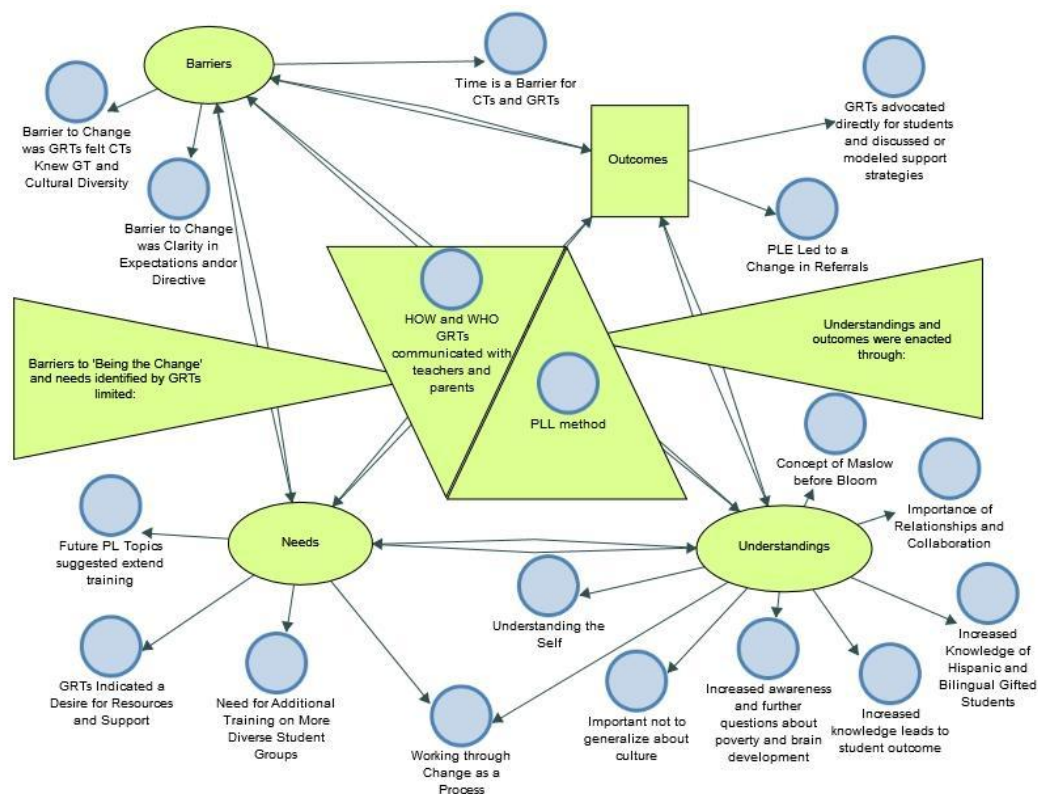 Barriers
Time is a Barrier for
CTs and GRTs
Barrier to Change
was GRTs felt CTs
Knew GT and
Cultural Diversity
Barrier to Change
was Clarity in
Expectations andor
Directive
Outcomes
GRTs advocated
directly for students
and discussed or
modeled support
strategies
PLE Led to a
Change in Referrals
HOW and WHO
GRTs
communicated with
teachers and
parents
PLL method
Barriers to 'Being the Change'
and needs identified by GRTs
limited:
Understandings and
outcomes were enacted
through:
Concept of Maslow
before Bloom
Importance of
Relationships and
Collaboration
Needs
Understandings
Future PL Topics
suggested extend
training
Understanding the
Self
GRTs Indicated a
Desire for Resources
and Support
Need for Additional
Training on More
Diverse Student
Groups
Working through
Change as a
Process
Important not to
generalize about
culture
Increased awareness
and further
questions about
poverty and brain
development
Increased
knowledge leads to
student outcome
Increased
Knowledge of
Hispanic and
Bilingual Gifted
Students